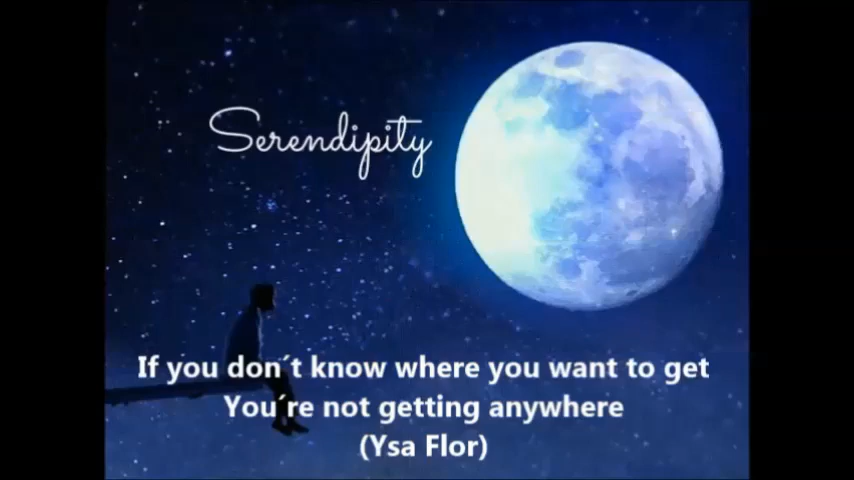 Serendipity
If you don´t know where you want to get
You´re not getting anywhere
(Ysa Flor)